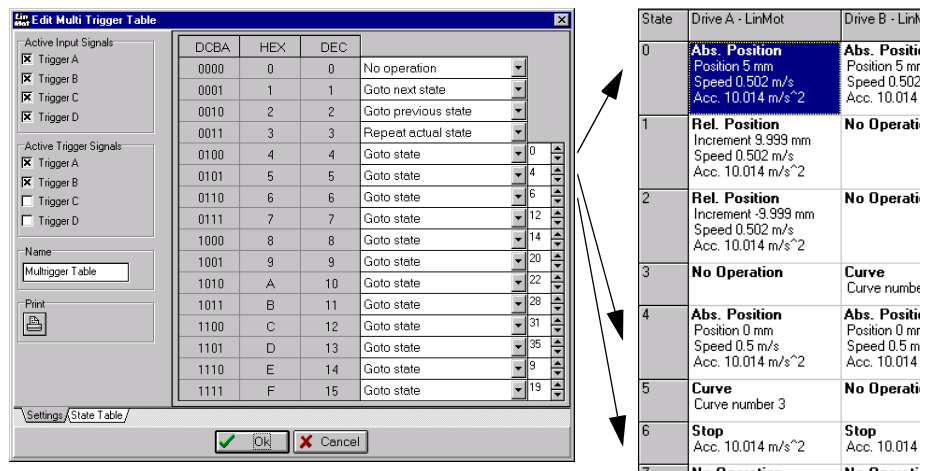 Lin Mot Edit Multi Trigger Table
Active Input Signals
Trigger A
Trigger B
Trigger C
Trigger D
Active Trigger Signals
Trigger A
Trigger B
Trigger C
Trigger D
Name
Multrigger Table
Print
DCBA HEX DEC
0000 0 0 No operation
0001 1 1 Goto next state
0010 2 2 Goto previous state
0011 3 3 Repeat actual state
0100 4 4 Goto state 0
0101 5 5 Goto state 4
0110 6 6 Goto state 6
0111 7 7 Goto state 12
1000 8 8 Goto state 14
1001 9 9 Goto state 20
1010 A 10 Goto state 22
1011 B 11 Goto state 28
1100 C 12 Goto state 31
1101 D 13 Goto state 35
1110 E 14 Goto state 9
1111 F 15 Goto state 19
Settings State Table
Ok Cancel
State Drive A - LinMot Drive B - Lin
0 Abs. Position Abs. Positi
Position 5 mm Position 5 m
Speed 0.502 m/s Speed 0.502
Acc. 10.014 m/s^2 Acc. 10.014
1 Rel. Position No Operati
Increment 9.999 mm
Speed 0.502 m/s
Acc. 10.014 m/s^2
2 Rel. Position No Operati
Increment -9.999 mm
Speed 0.502 m/s
Acc. 10.014 m/s^2
3 No Operation Curve
Curve numbe
4 Abs. Position Abs. Positi
Position 0 mm Position 0 m
Speed 0.5 m/s Speed 0.5 m
Acc. 10.014 m/s^2 Acc. 10.014
5 Curve No Operati
Curve number 3
6 Stop Stop
Acc. 10.014 m/s^2 Acc. 10.014